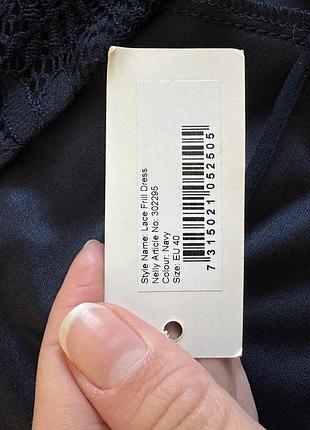 Style Name: Lace Frill Dress
Nelly Article No: 302295
Colour: Navy
Size: EU 40
7 315021 052505